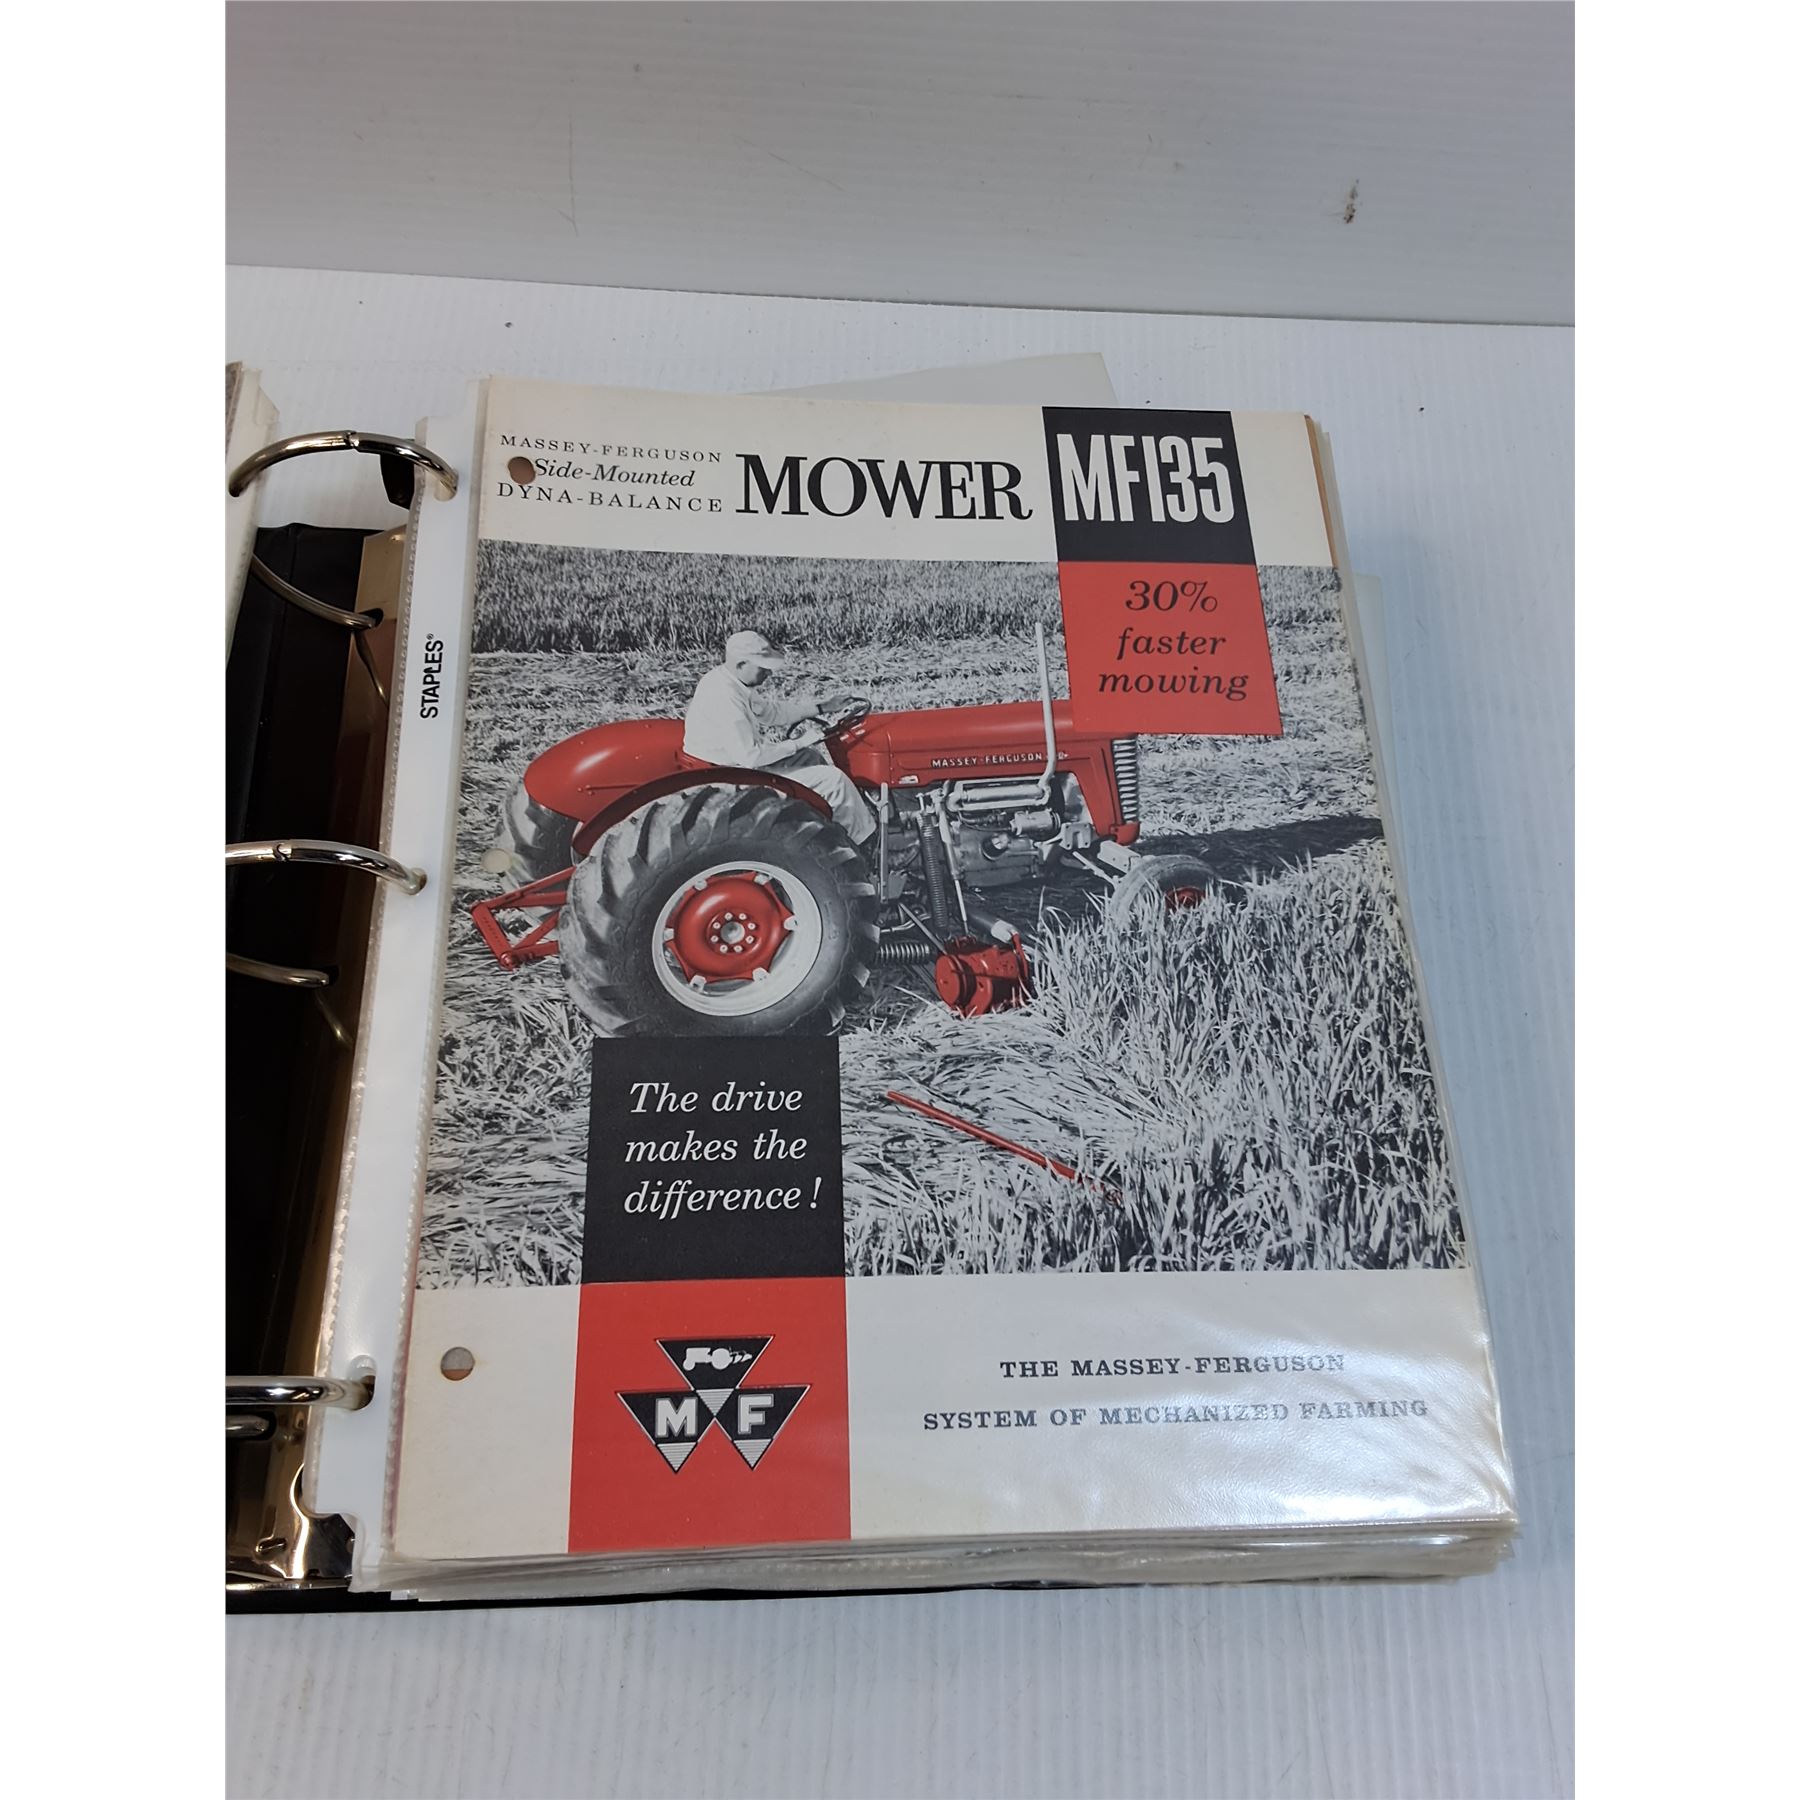 MASSEY-FERGUSON
Side-Mounted
DYNA-BALANCE
MOWER
MF135
30%
faster
mowing
STAPLES®
MASSEY-FERGUSON
The drive
makes the
difference!
M F
THE MASSEY-FERGUSON
SYSTEM OF MECHANIZED FARMING